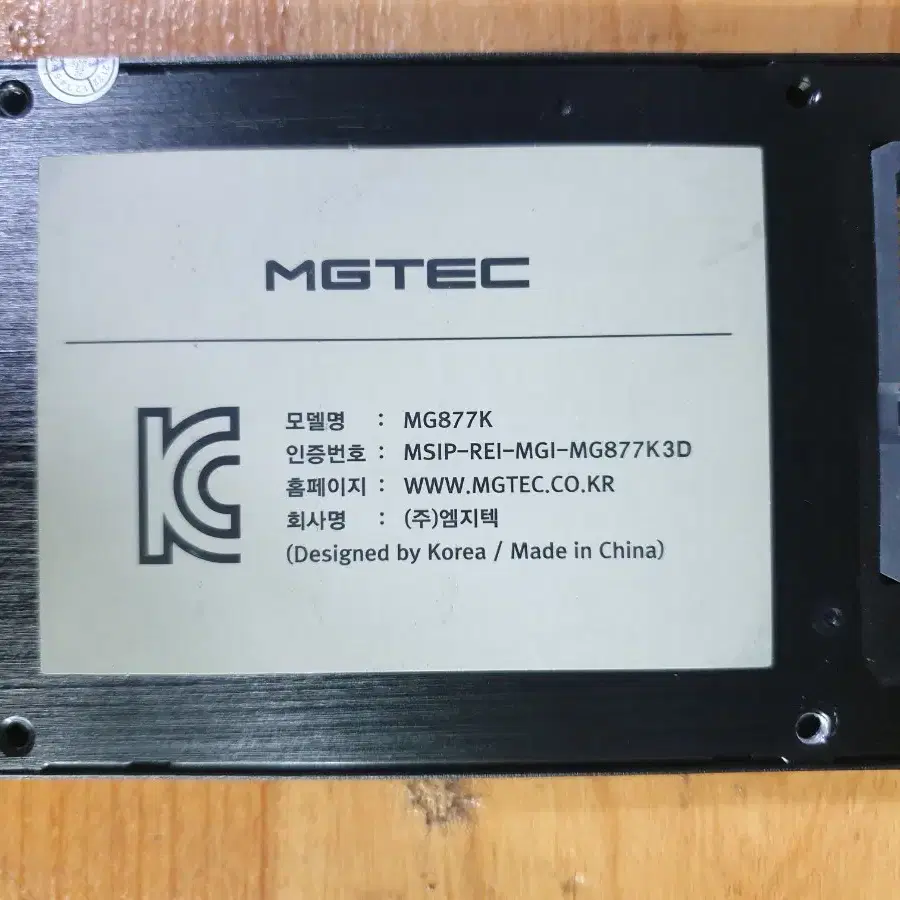 MGTEC
KC
모델명 : MG877K
인증번호 : MSIP-REI-MGI-MG877K3D
홈페이지 : WWW.MGTEC.CO.KR
회사명 : (주)엠지텍
(Designed by Korea / Made in China)